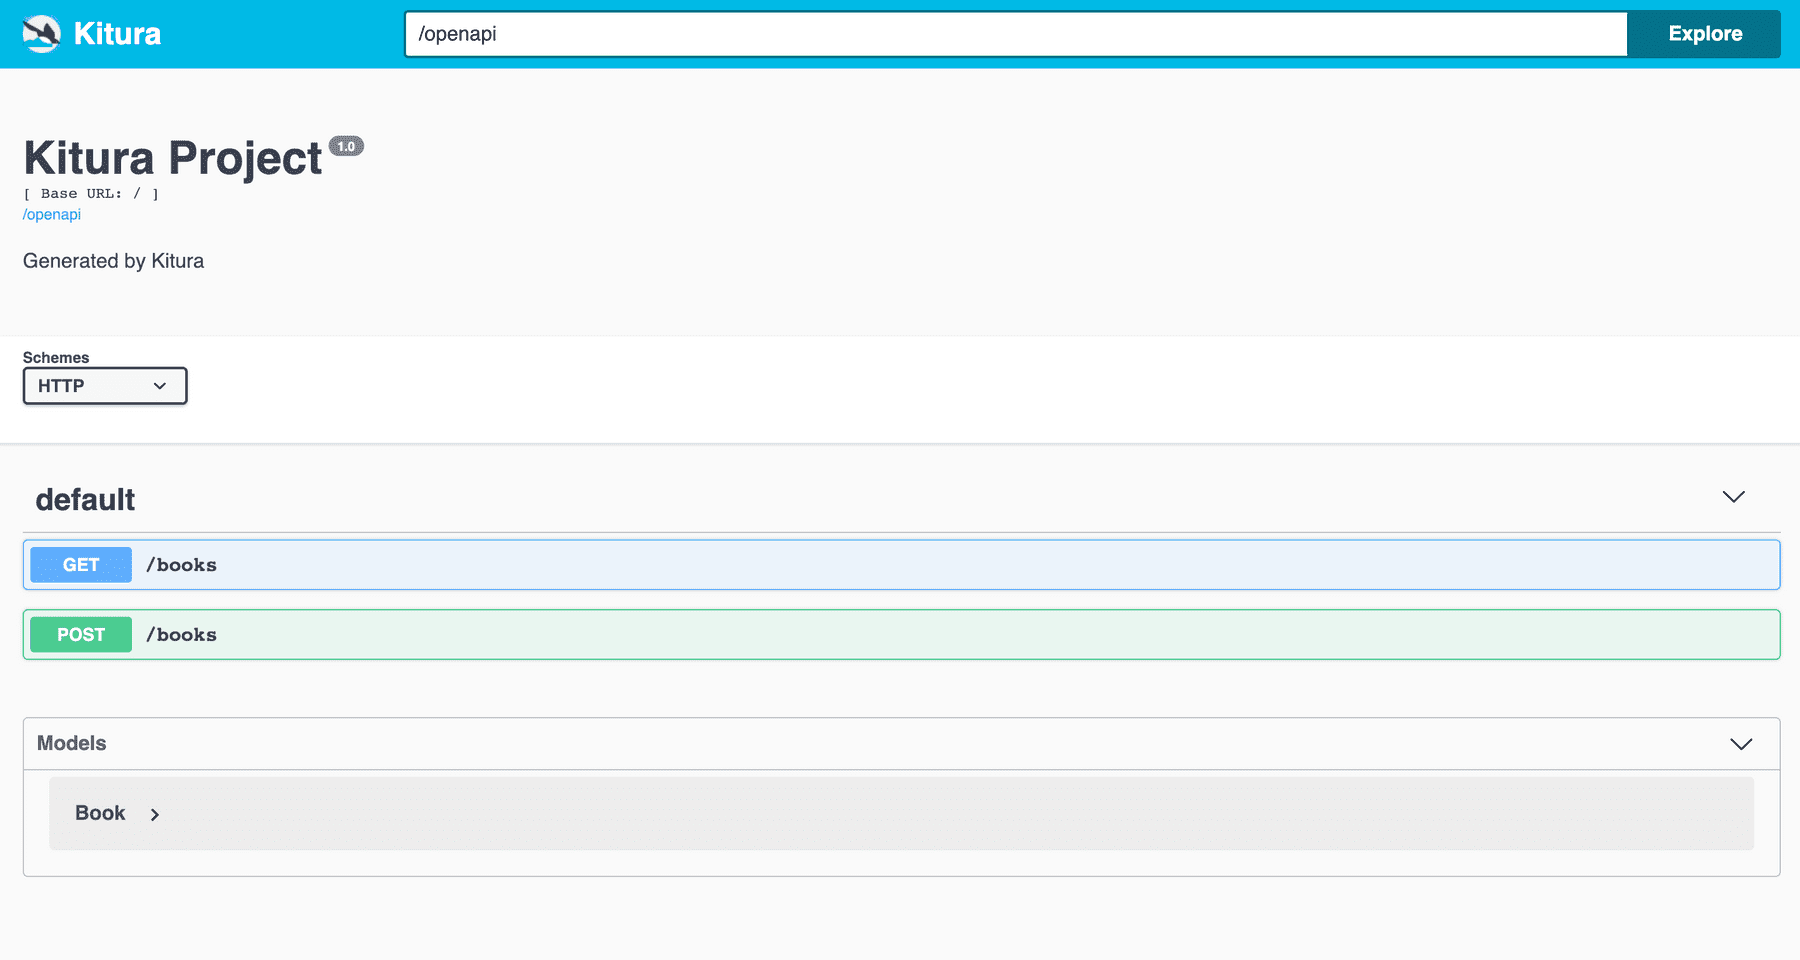 Kitura
/openapi
Explore
Kitura Project 1.0
[ Base URL: / ]
/openapi
Generated by Kitura
Schemes
HTTP
default
GET /books
POST /books
Models
Book